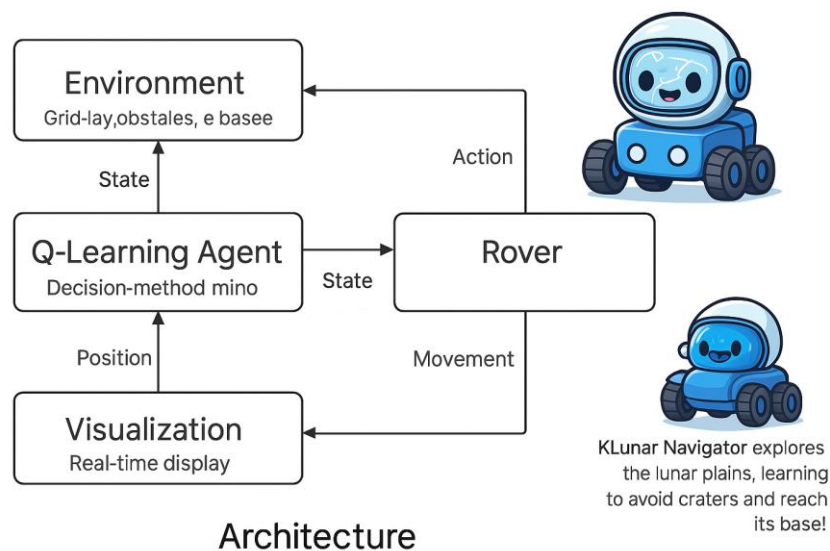 Environment
Grid-lay,obstales, e basee
Action
State
Q-Learning Agent
Decision-method mino
Rover
State
Position
Movement
Visualization
Real-time display
KLunar Navigator explores
the lunar plains, learning
to avoid craters and reach
its base!
Architecture